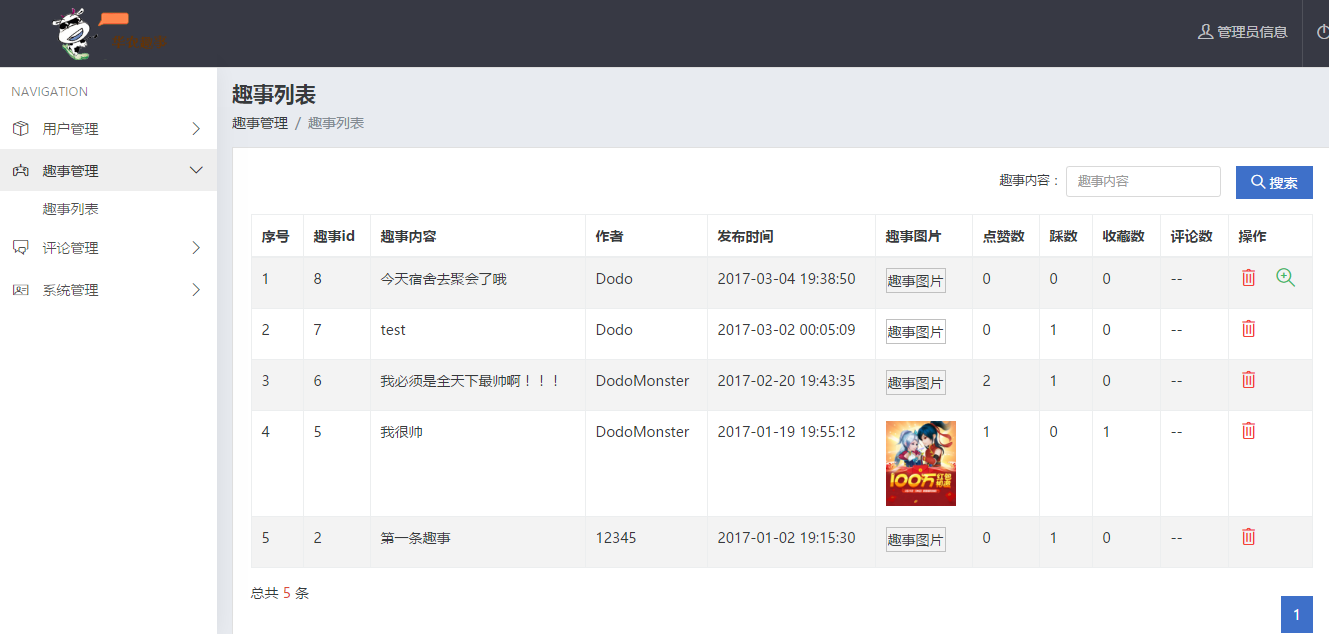 管理员信息
NAVIGATION
用户管理
趣事管理
趣事列表
评论管理
系统管理
趣事列表
趣事管理 / 趣事列表
趣事内容： 趣事内容 搜索
序号 趣事id 趣事内容 作者 发布时间 趣事图片 点赞数 踩数 收藏数 评论数 操作
1 8 今天宿舍去聚会了哦 Dodo 2017-03-04 19:38:50 趣事图片 0 0 0 --
2 7 test Dodo 2017-03-02 00:05:09 趣事图片 0 1 0 --
3 6 我必须是全天下最帅啊！！！ DodoMonster 2017-02-20 19:43:35 趣事图片 2 1 0 --
4 5 我很帅 DodoMonster 2017-01-19 19:55:12 100万 1 0 1 --
5 2 第一条趣事 12345 2017-01-02 19:15:30 趣事图片 0 1 0 --
总共 5 条
1